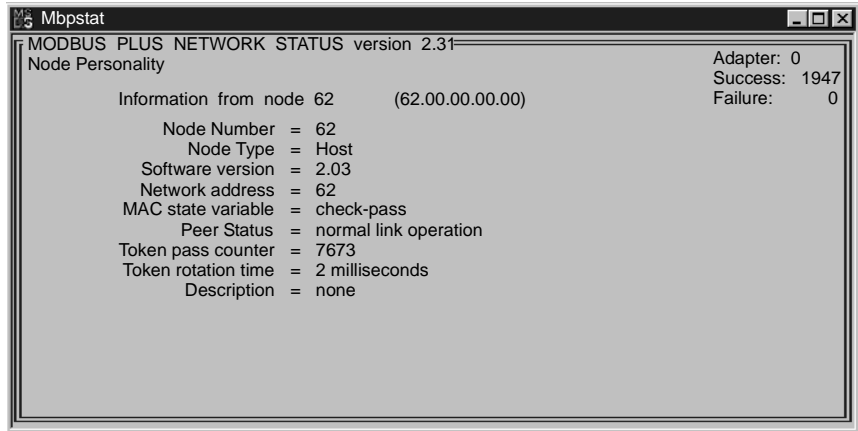 Mbpstat
MODBUS PLUS NETWORK STATUS version 2.31
Node Personality
Adapter: 0
Success: 1947
Failure: 0
Information from node 62 (62.00.00.00.00)
Node Number = 62
Node Type = Host
Software version = 2.03
Network address = 62
MAC state variable = check-pass
Peer Status = normal link operation
Token pass counter = 7673
Token rotation time = 2 milliseconds
Description = none